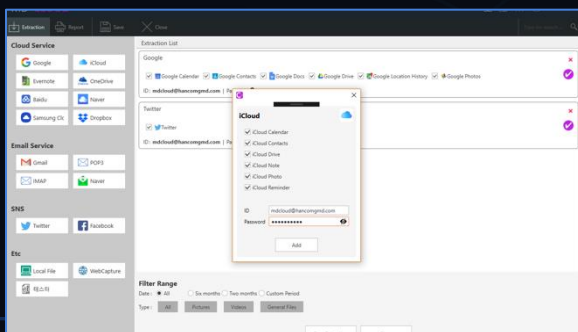 Extraction
Report
Save
Close
Cloud Service
Google
iCloud
Evernote
OneDrive
Baidu
Naver
Samsung Clc
Dropbox
Email Service
Gmail
POP3
IMAP
Naver
SNS
Twitter
Facebook
Etc
Local File
WebCapture
Extraction List
Google
Google Calender
Google Contacts
Google Docs
Google Drive
Google Location History
Google Photos
ID : mdcloud@hancomgmd.com | Pa
Twitter
Twitter
ID : mdcloud@hancomgmd.com | Pa
iCloud
iCloud Calendar
iCloud Contacts
iCloud Drive
iCloud Note
iCloud Photo
iCloud Reminder
ID mdcloud@hancomgmd.com
Password
Add
Filter Range
Date : All Six months Two months Custom Period
Type : All Pictures Videos General Files